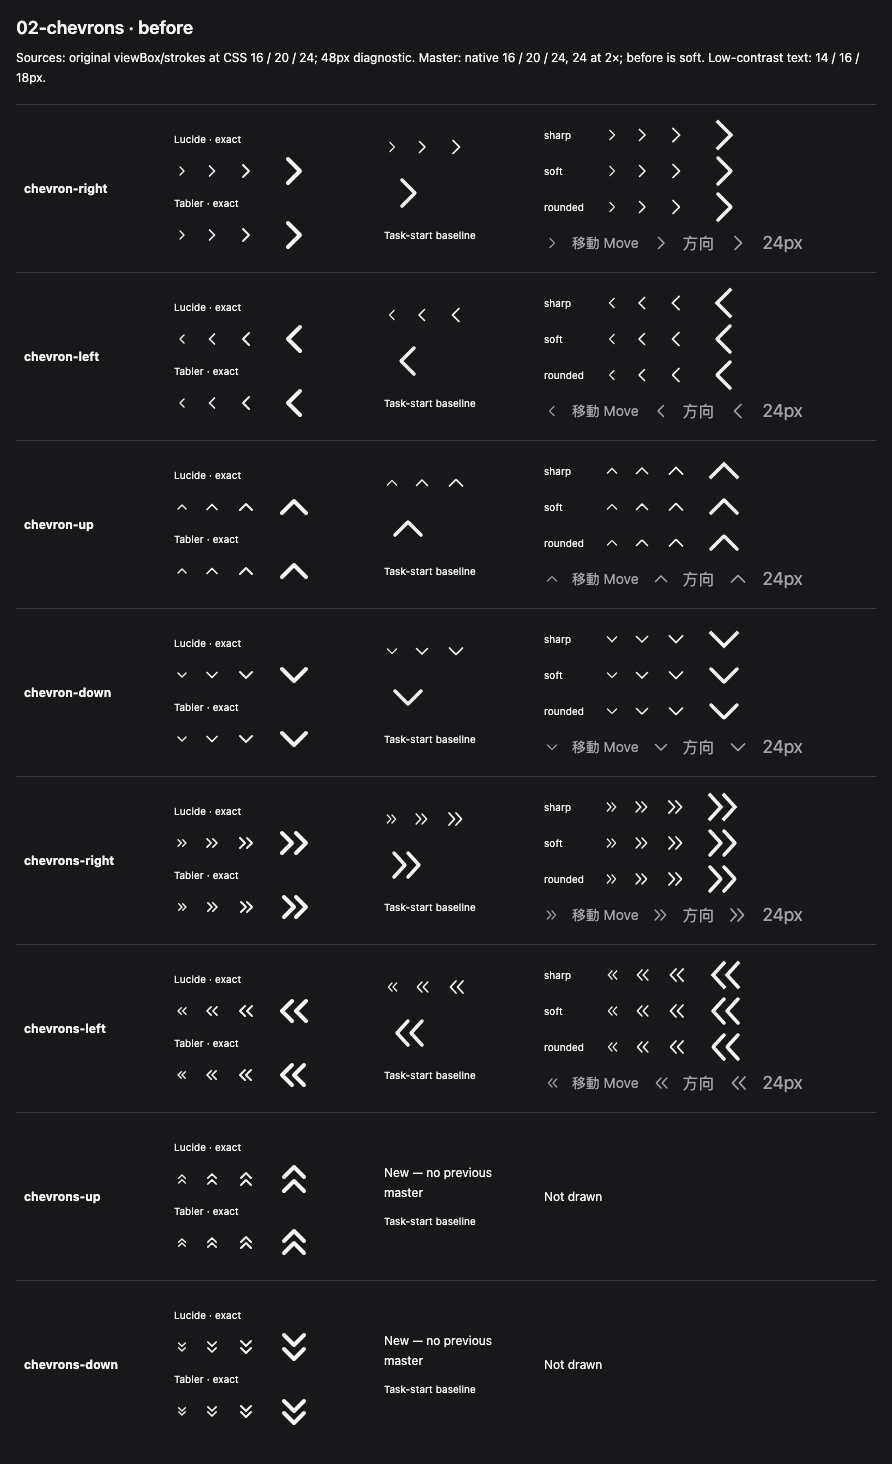 02-chevrons · before
Sources: original viewBox/strokes at CSS 16 / 20 / 24; 48px diagnostic. Master: native 16 / 20 / 24, 24 at 2×; before is soft. Low-contrast text: 14 / 16 /
18px.
chevron-right
Lucide · exact
Tabler · exact
Task-start baseline
sharp
soft
rounded
移動 Move 方向 24px
chevron-left
Lucide · exact
Tabler · exact
Task-start baseline
sharp
soft
rounded
移動 Move 方向 24px
chevron-up
Lucide · exact
Tabler · exact
Task-start baseline
sharp
soft
rounded
移動 Move 方向 24px
chevron-down
Lucide · exact
Tabler · exact
Task-start baseline
sharp
soft
rounded
移動 Move 方向 24px
chevrons-right
Lucide · exact
Tabler · exact
Task-start baseline
sharp
soft
rounded
移動 Move 方向 24px
chevrons-left
Lucide · exact
Tabler · exact
Task-start baseline
sharp
soft
rounded
移動 Move 方向 24px
chevrons-up
Lucide · exact
Tabler · exact
New — no previous
master
Task-start baseline
Not drawn
chevrons-down
Lucide · exact
Tabler · exact
New — no previous
master
Task-start baseline
Not drawn